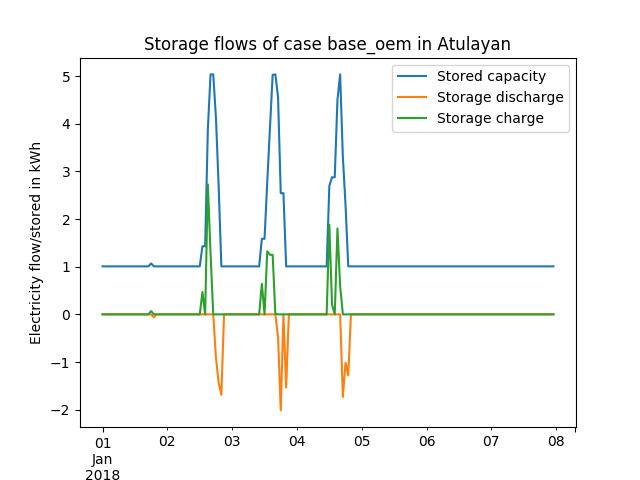 Storage flows of case base_oem in Atulayan
Electricity flow/stored in kWh
5
4
3
2
1
0
−1
−2
Stored capacity
Storage discharge
Storage charge
01 02 03 04 05 06 07 08
Jan
2018